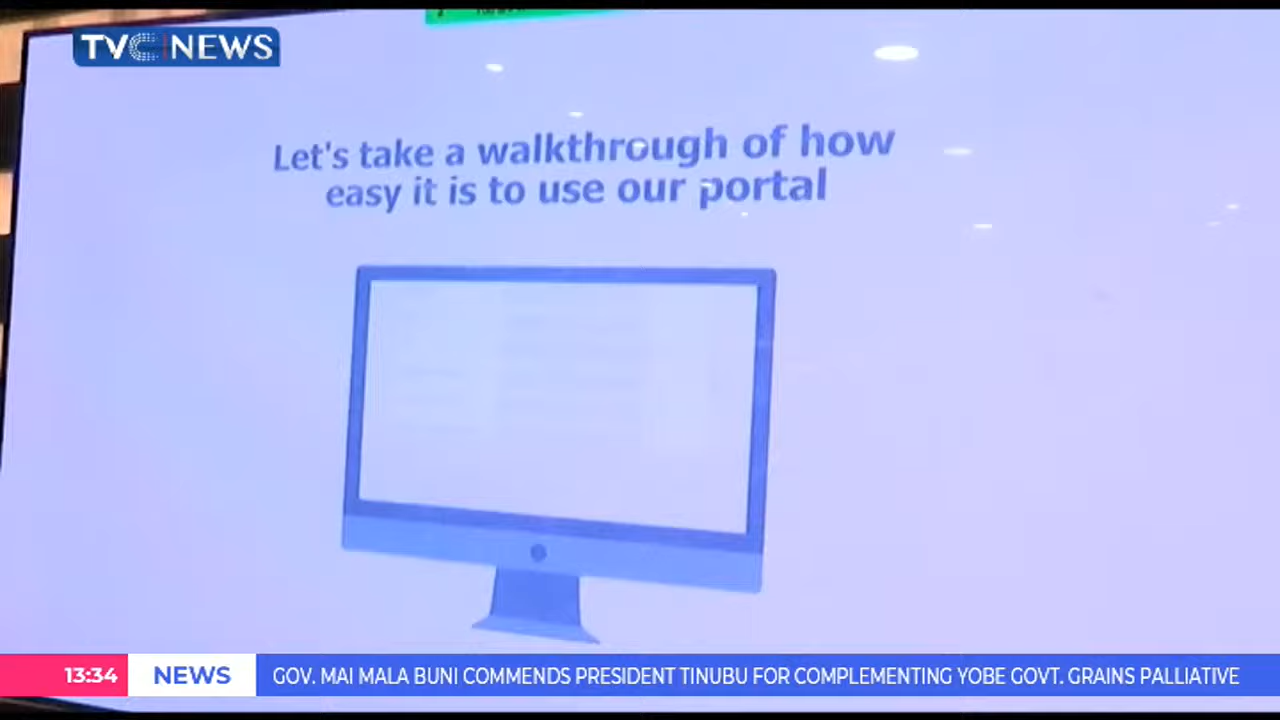 TVC NEWS
Let's take a walkthrough of how
easy it is to use our portal
13:34
NEWS
GOV. MAI MALA BUNI COMMENDS PRESIDENT TINUBU FOR COMPLEMENTING YOBE GOVT. GRAINS PALLIATIVE